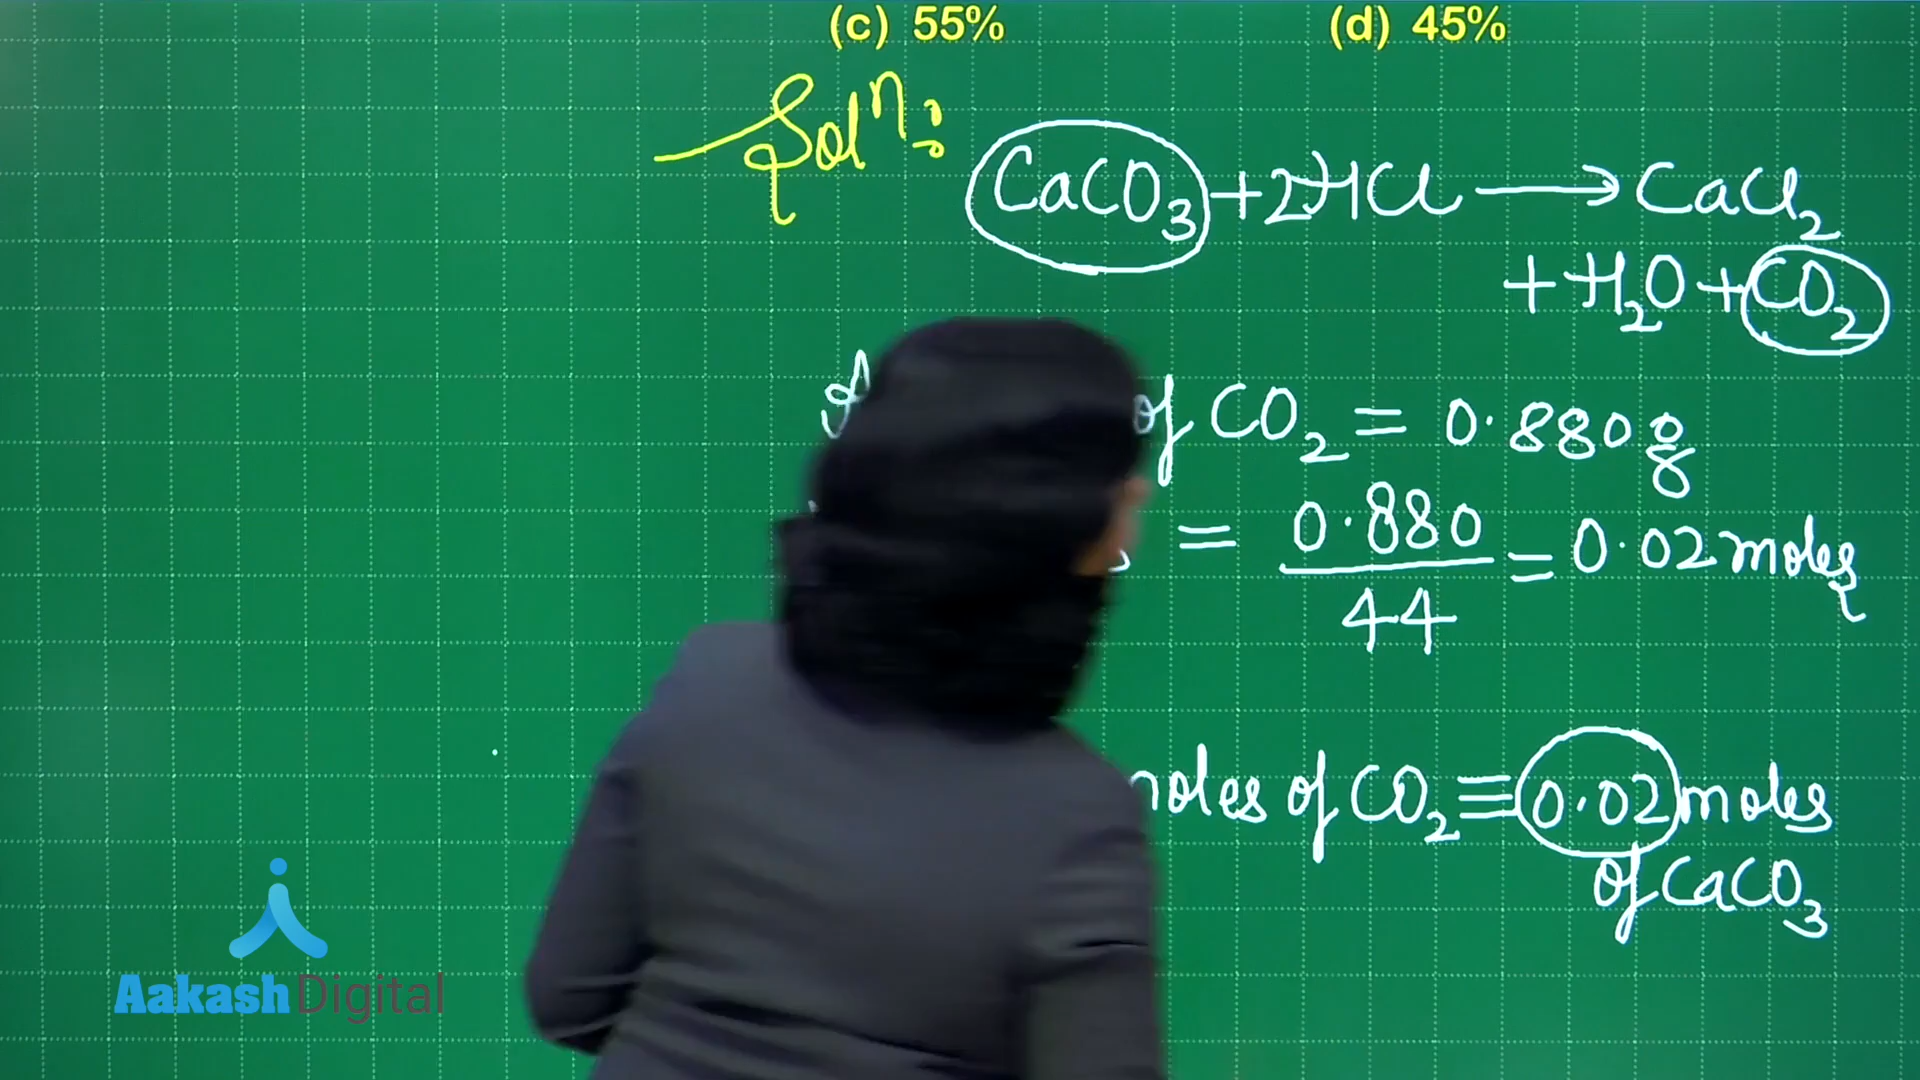 (c) 55% (d) 45%
Solⁿ:
CaCO₃ + 2HCl ⟶ CaCl₂
+ H₂O + CO₂
of CO₂ = 0.880 g
= 0.880/44 = 0.02 moles
moles of CO₂ ≡ 0.02 moles
of CaCO₃
Aakash Digital